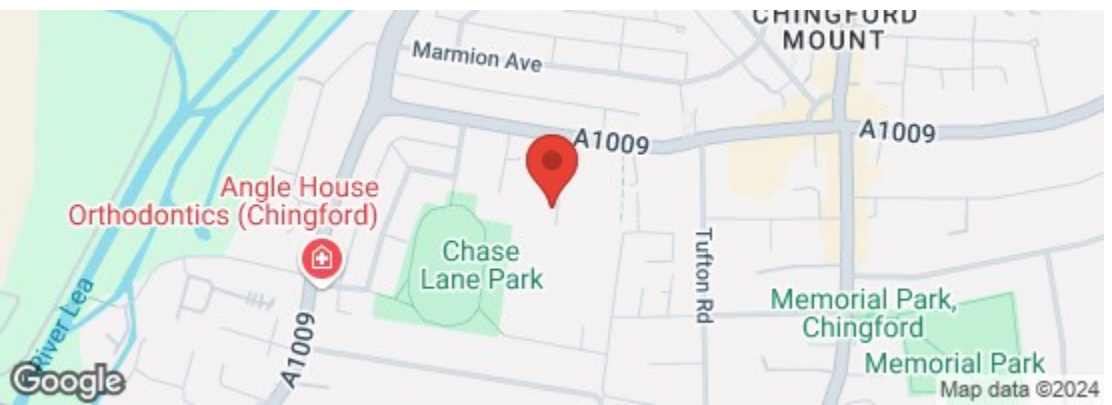 CHINGFORD
MOUNT
Marmion Ave
A1009
A1009
Angle House
Orthodontics (Chingford)
Chase
Lane Park
Tufton Rd
River Lea
A1009
Memorial Park,
Chingford
Memorial Park
Google
Map data ©2024